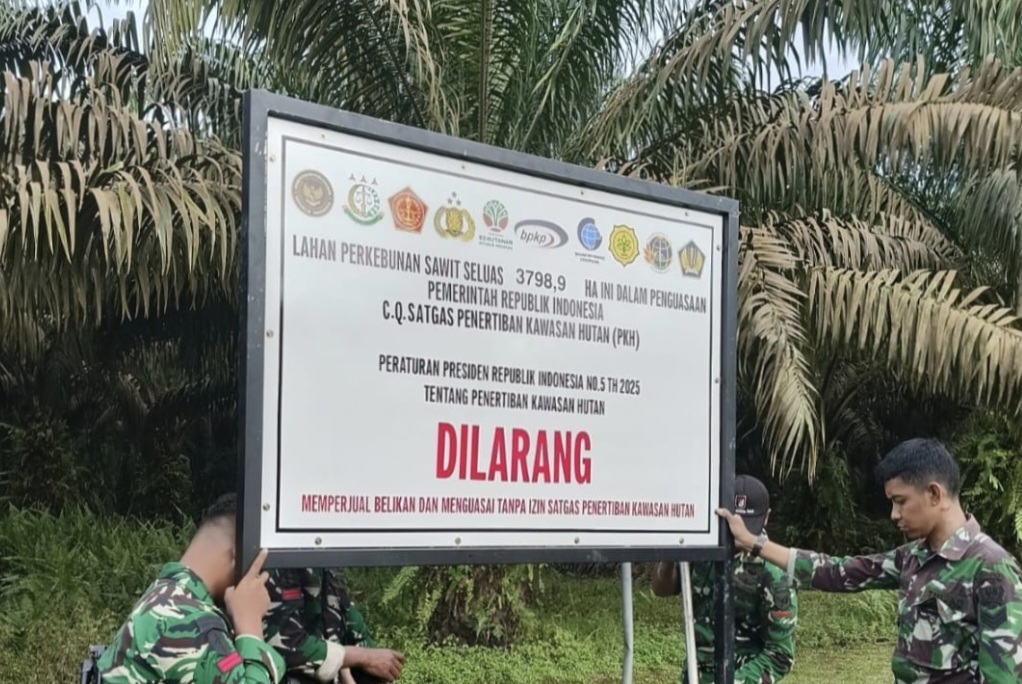 KEHUTANAN
bpkp
LAHAN PERKEBUNAN SAWIT SELUAS 3798,9 HA INI DALAM PENGUASAAN
PEMERINTAH REPUBLIK INDONESIA
C.Q.SATGAS PENERTIBAN KAWASAN HUTAN (PKH)
PERATURAN PRESIDEN REPUBLIK INDONESIA NO.5 TH 2025
TENTANG PENERTIBAN KAWASAN HUTAN
DILARANG
MEMPERJUAL BELIKAN DAN MENGUASAI TANPA IZIN SATGAS PENERTIBAN KAWASAN HUTAN